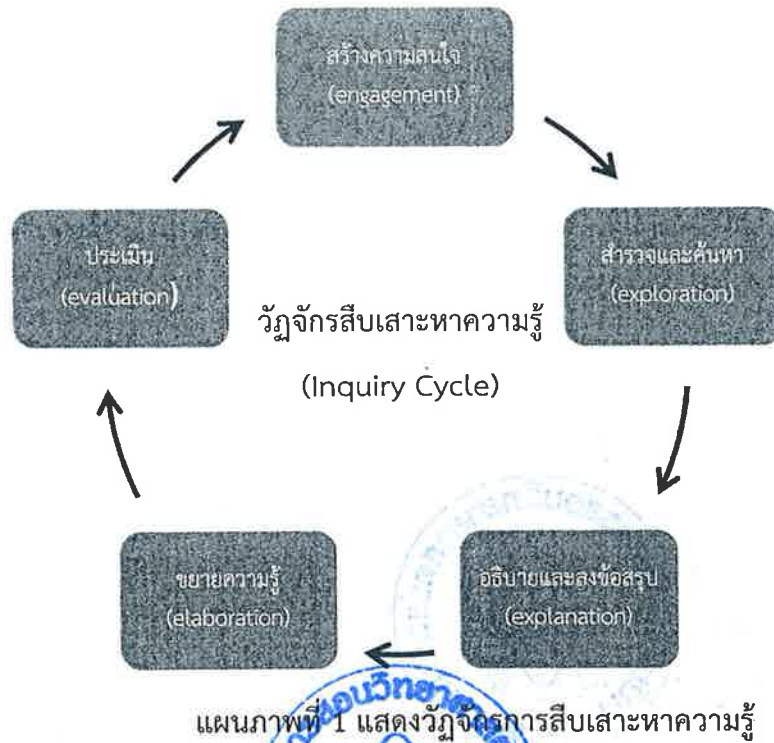 สร้างความสนใจ
(engagement)
ประเมิน
(evaluation)
สำรวจและค้นหา
(exploration)
วัฏจักรสืบเสาะหาความรู้
(Inquiry Cycle)
ขยายความรู้
(elaboration)
อธิบายและลงข้อสรุป
(explanation)
แผนภาพที่ 1 แสดงวัฏจักรการสืบเสาะหาความรู้